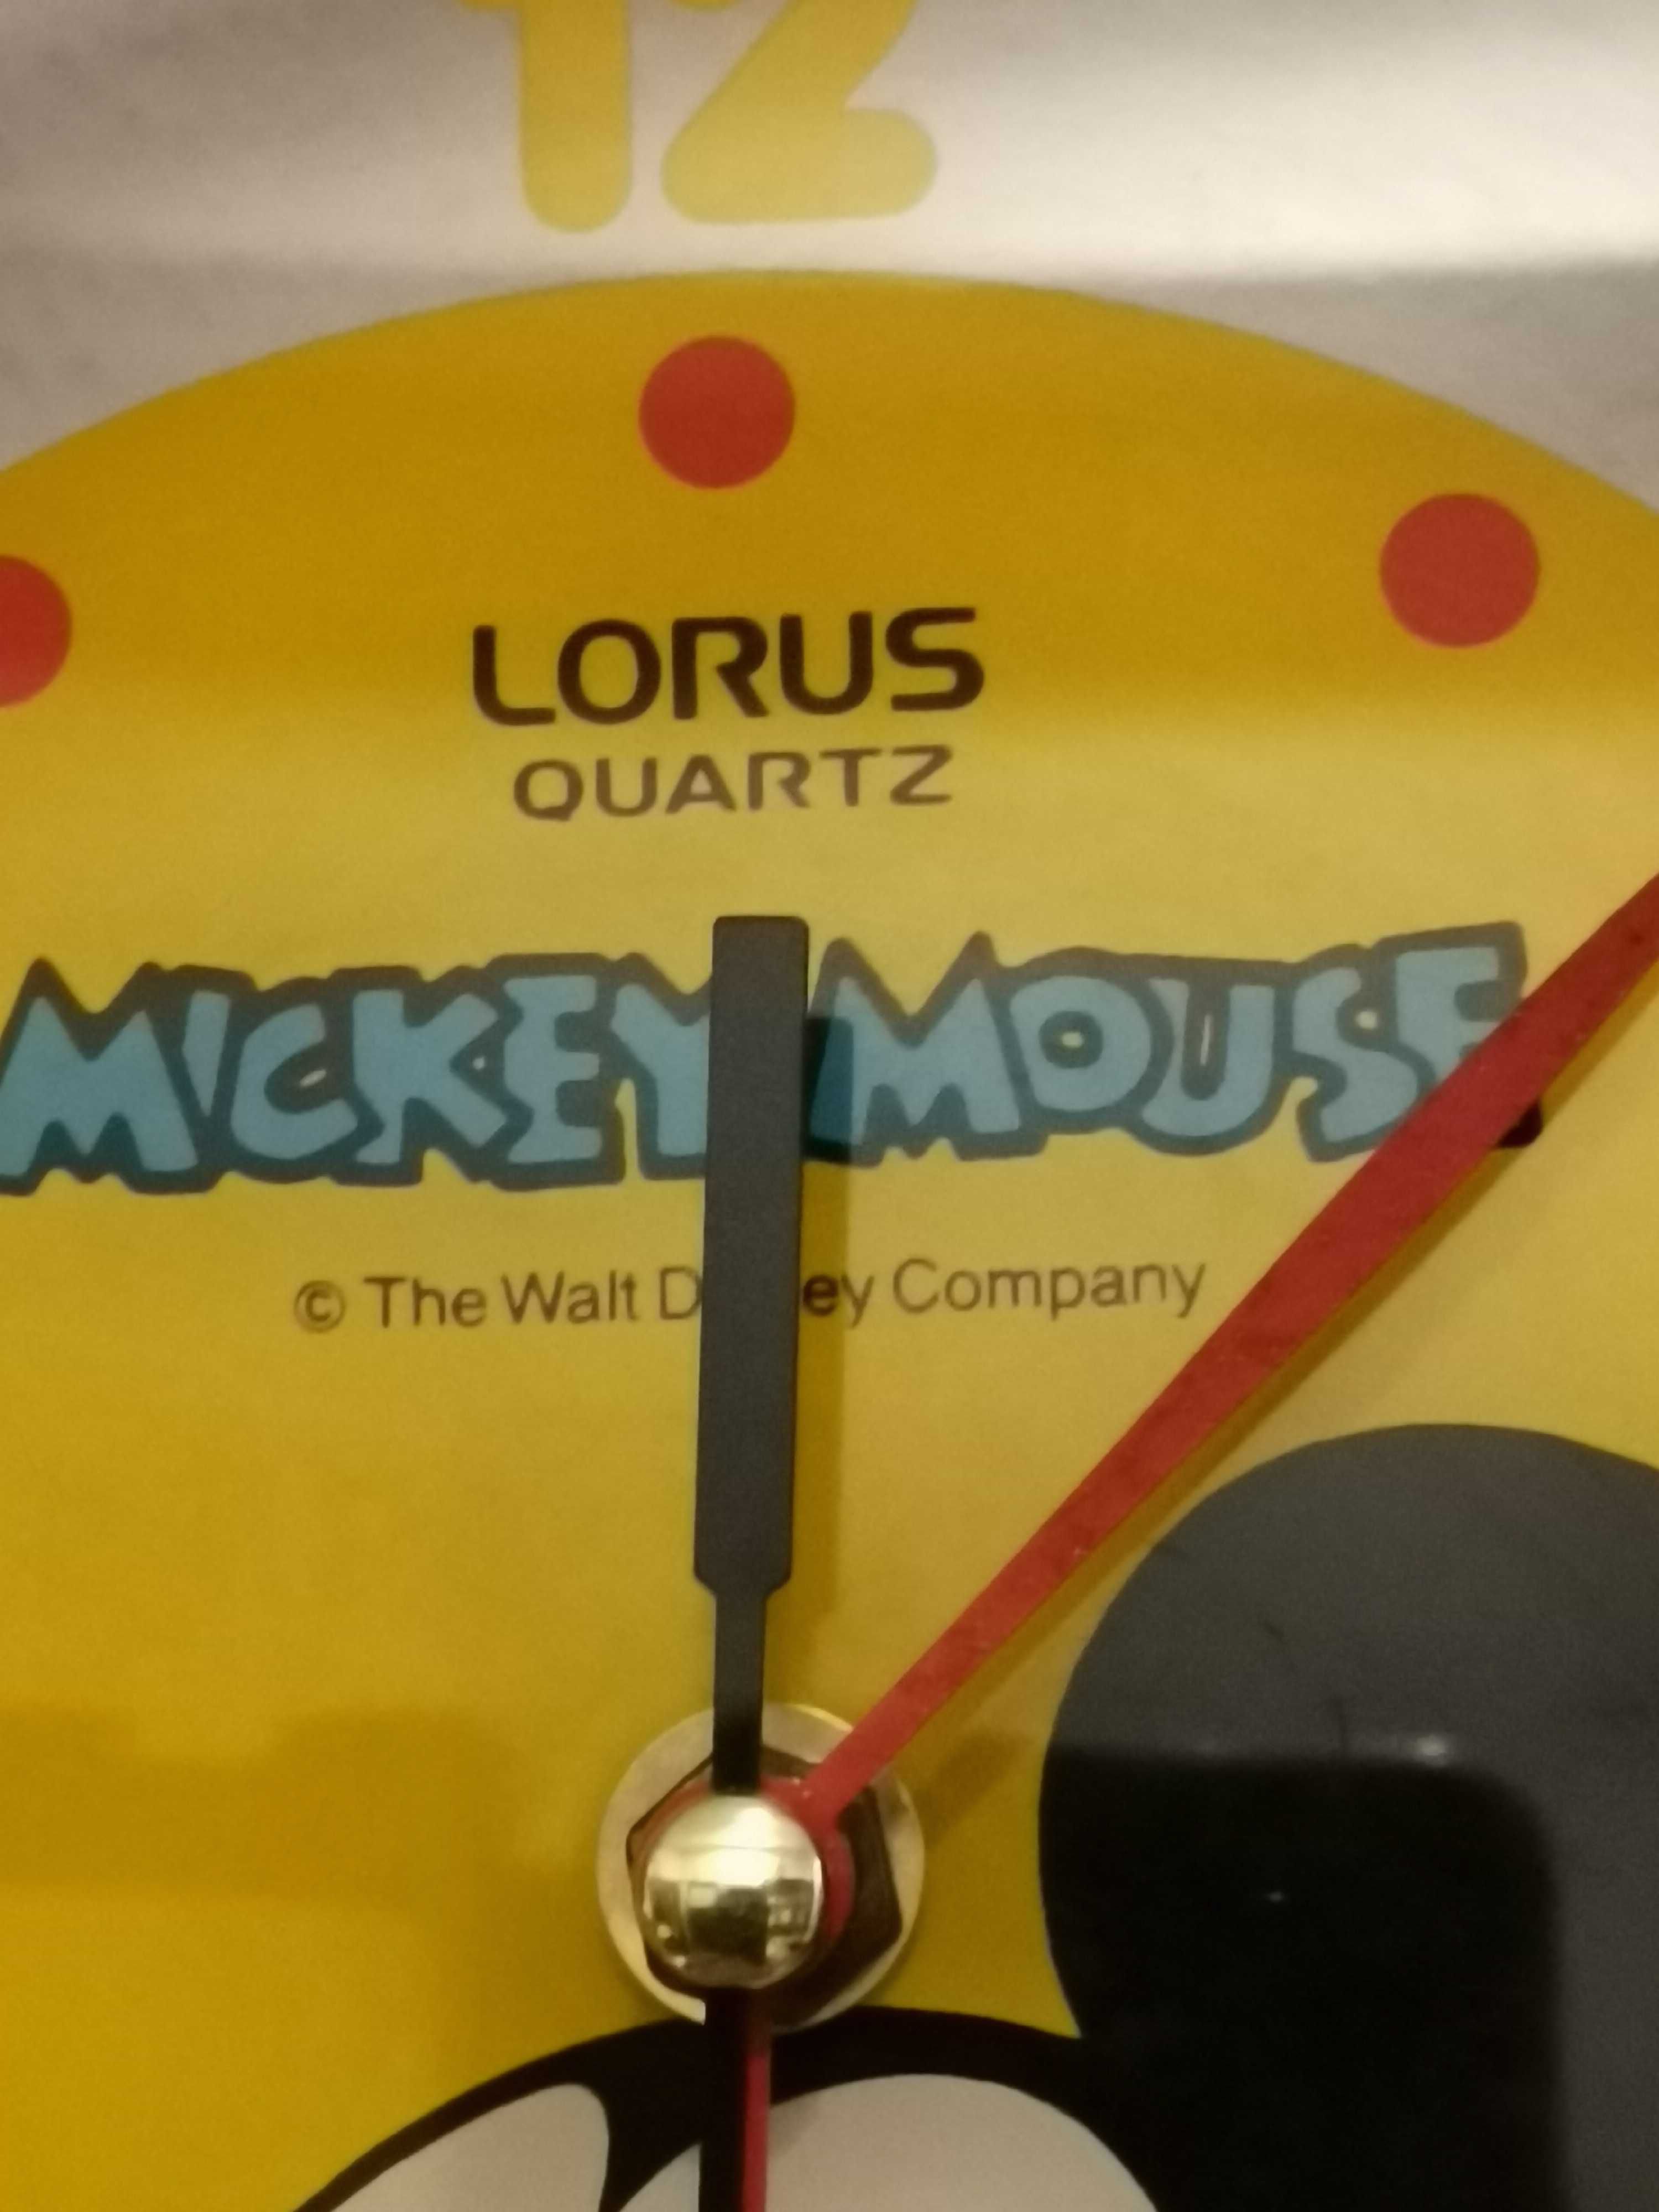 12
LORUS
QUARTZ
MICKEY MOUSE
© The Walt D ey Company